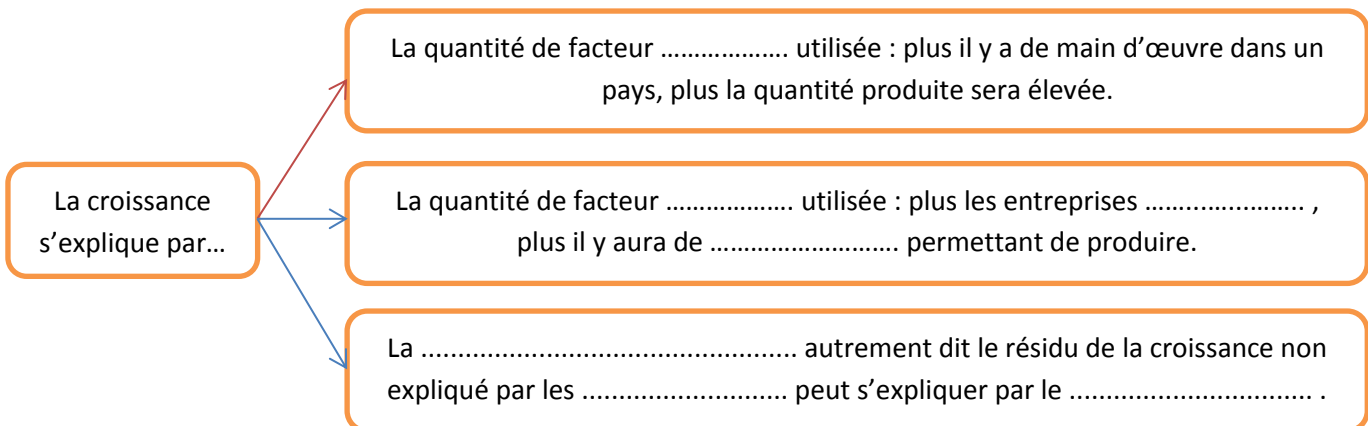 La quantité de facteur ………………. utilisée : plus il y a de main d’œuvre dans un
pays, plus la quantité produite sera élevée.
La croissance
s’explique par…
La quantité de facteur ………………. utilisée : plus les entreprises ……..…..……….. ,
plus il y aura de ………………………. permettant de produire.
La ................................................. autrement dit le résidu de la croissance non
expliqué par les ........................... peut s’expliquer par le ................................ .